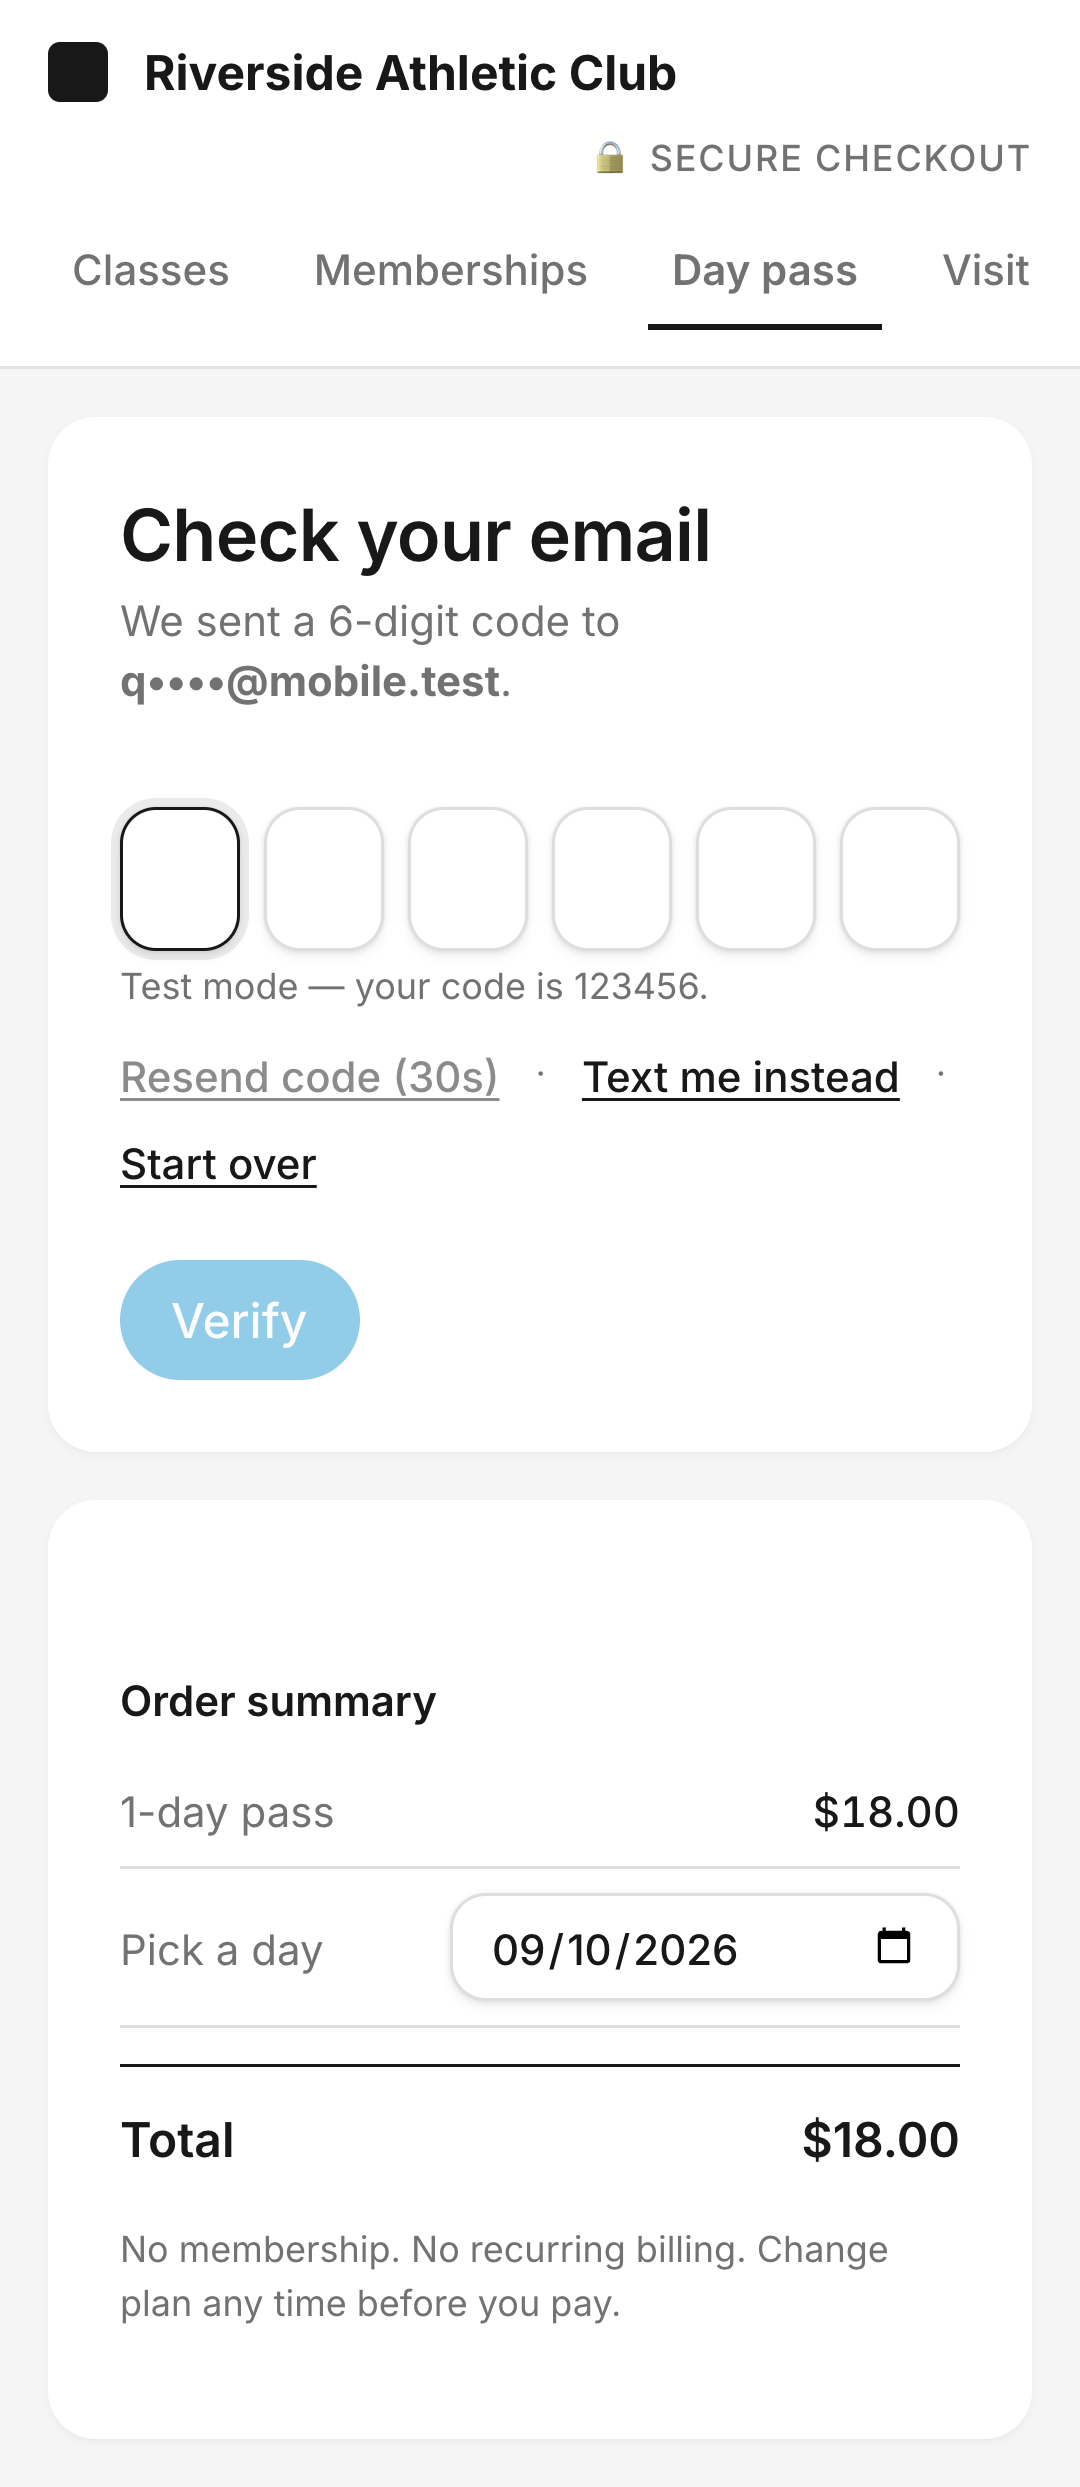 Riverside Athletic Club
🔒 SECURE CHECKOUT
Classes Memberships Day pass Visit
Check your email
We sent a 6-digit code to
q••••@mobile.test.
Test mode — your code is 123456.
Resend code (30s) · Text me instead ·
Start over
Verify
Order summary
1-day pass $18.00
Pick a day 09/10/2026
Total $18.00
No membership. No recurring billing. Change
plan any time before you pay.